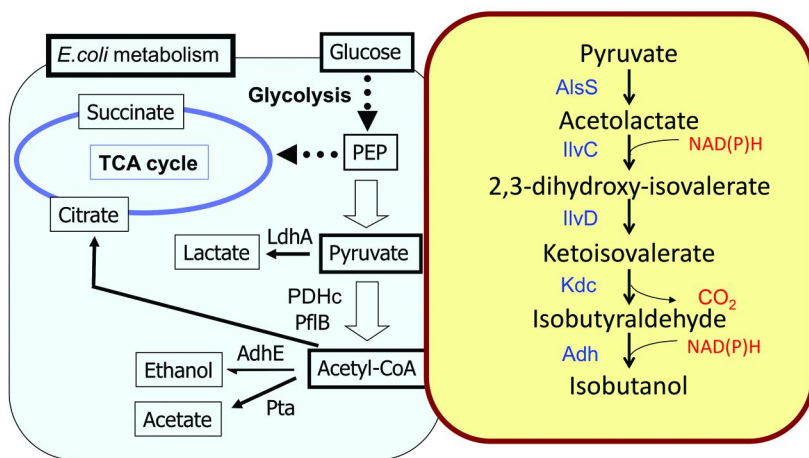 E.coli metabolism
Glucose
Glycolysis
Succinate
PEP
TCA cycle
Citrate
LdhA
Lactate
Pyruvate
PDHc
PflB
AdhE
Ethanol
Acetyl-CoA
Acetate
Pta
Pyruvate
AlsS
Acetolactate
IlvC
NAD(P)H
2,3-dihydroxy-isovalerate
IlvD
Ketoisovalerate
Kdc
CO2
Isobutyraldehyde
Adh
NAD(P)H
Isobutanol